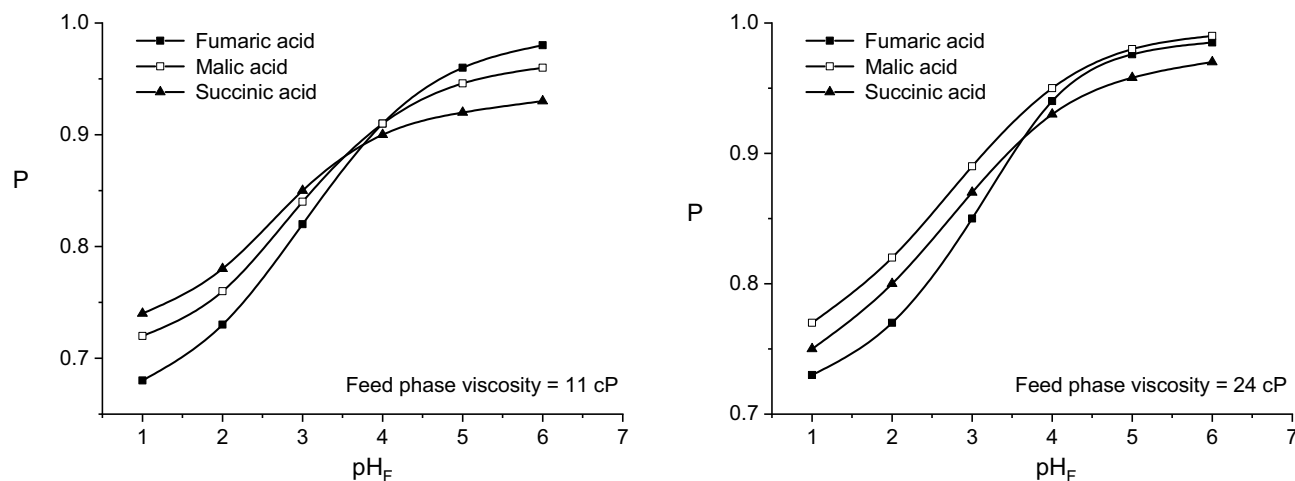 1.0
0.9
0.8
0.7
P
Fumaric acid
Malic acid
Succinic acid
Feed phase viscosity = 11 cP
1 2 3 4 5 6 7
pH_F
1.0
0.9
0.8
0.7
P
Fumaric acid
Malic acid
Succinic acid
Feed phase viscosity = 24 cP
1 2 3 4 5 6 7
pH_F